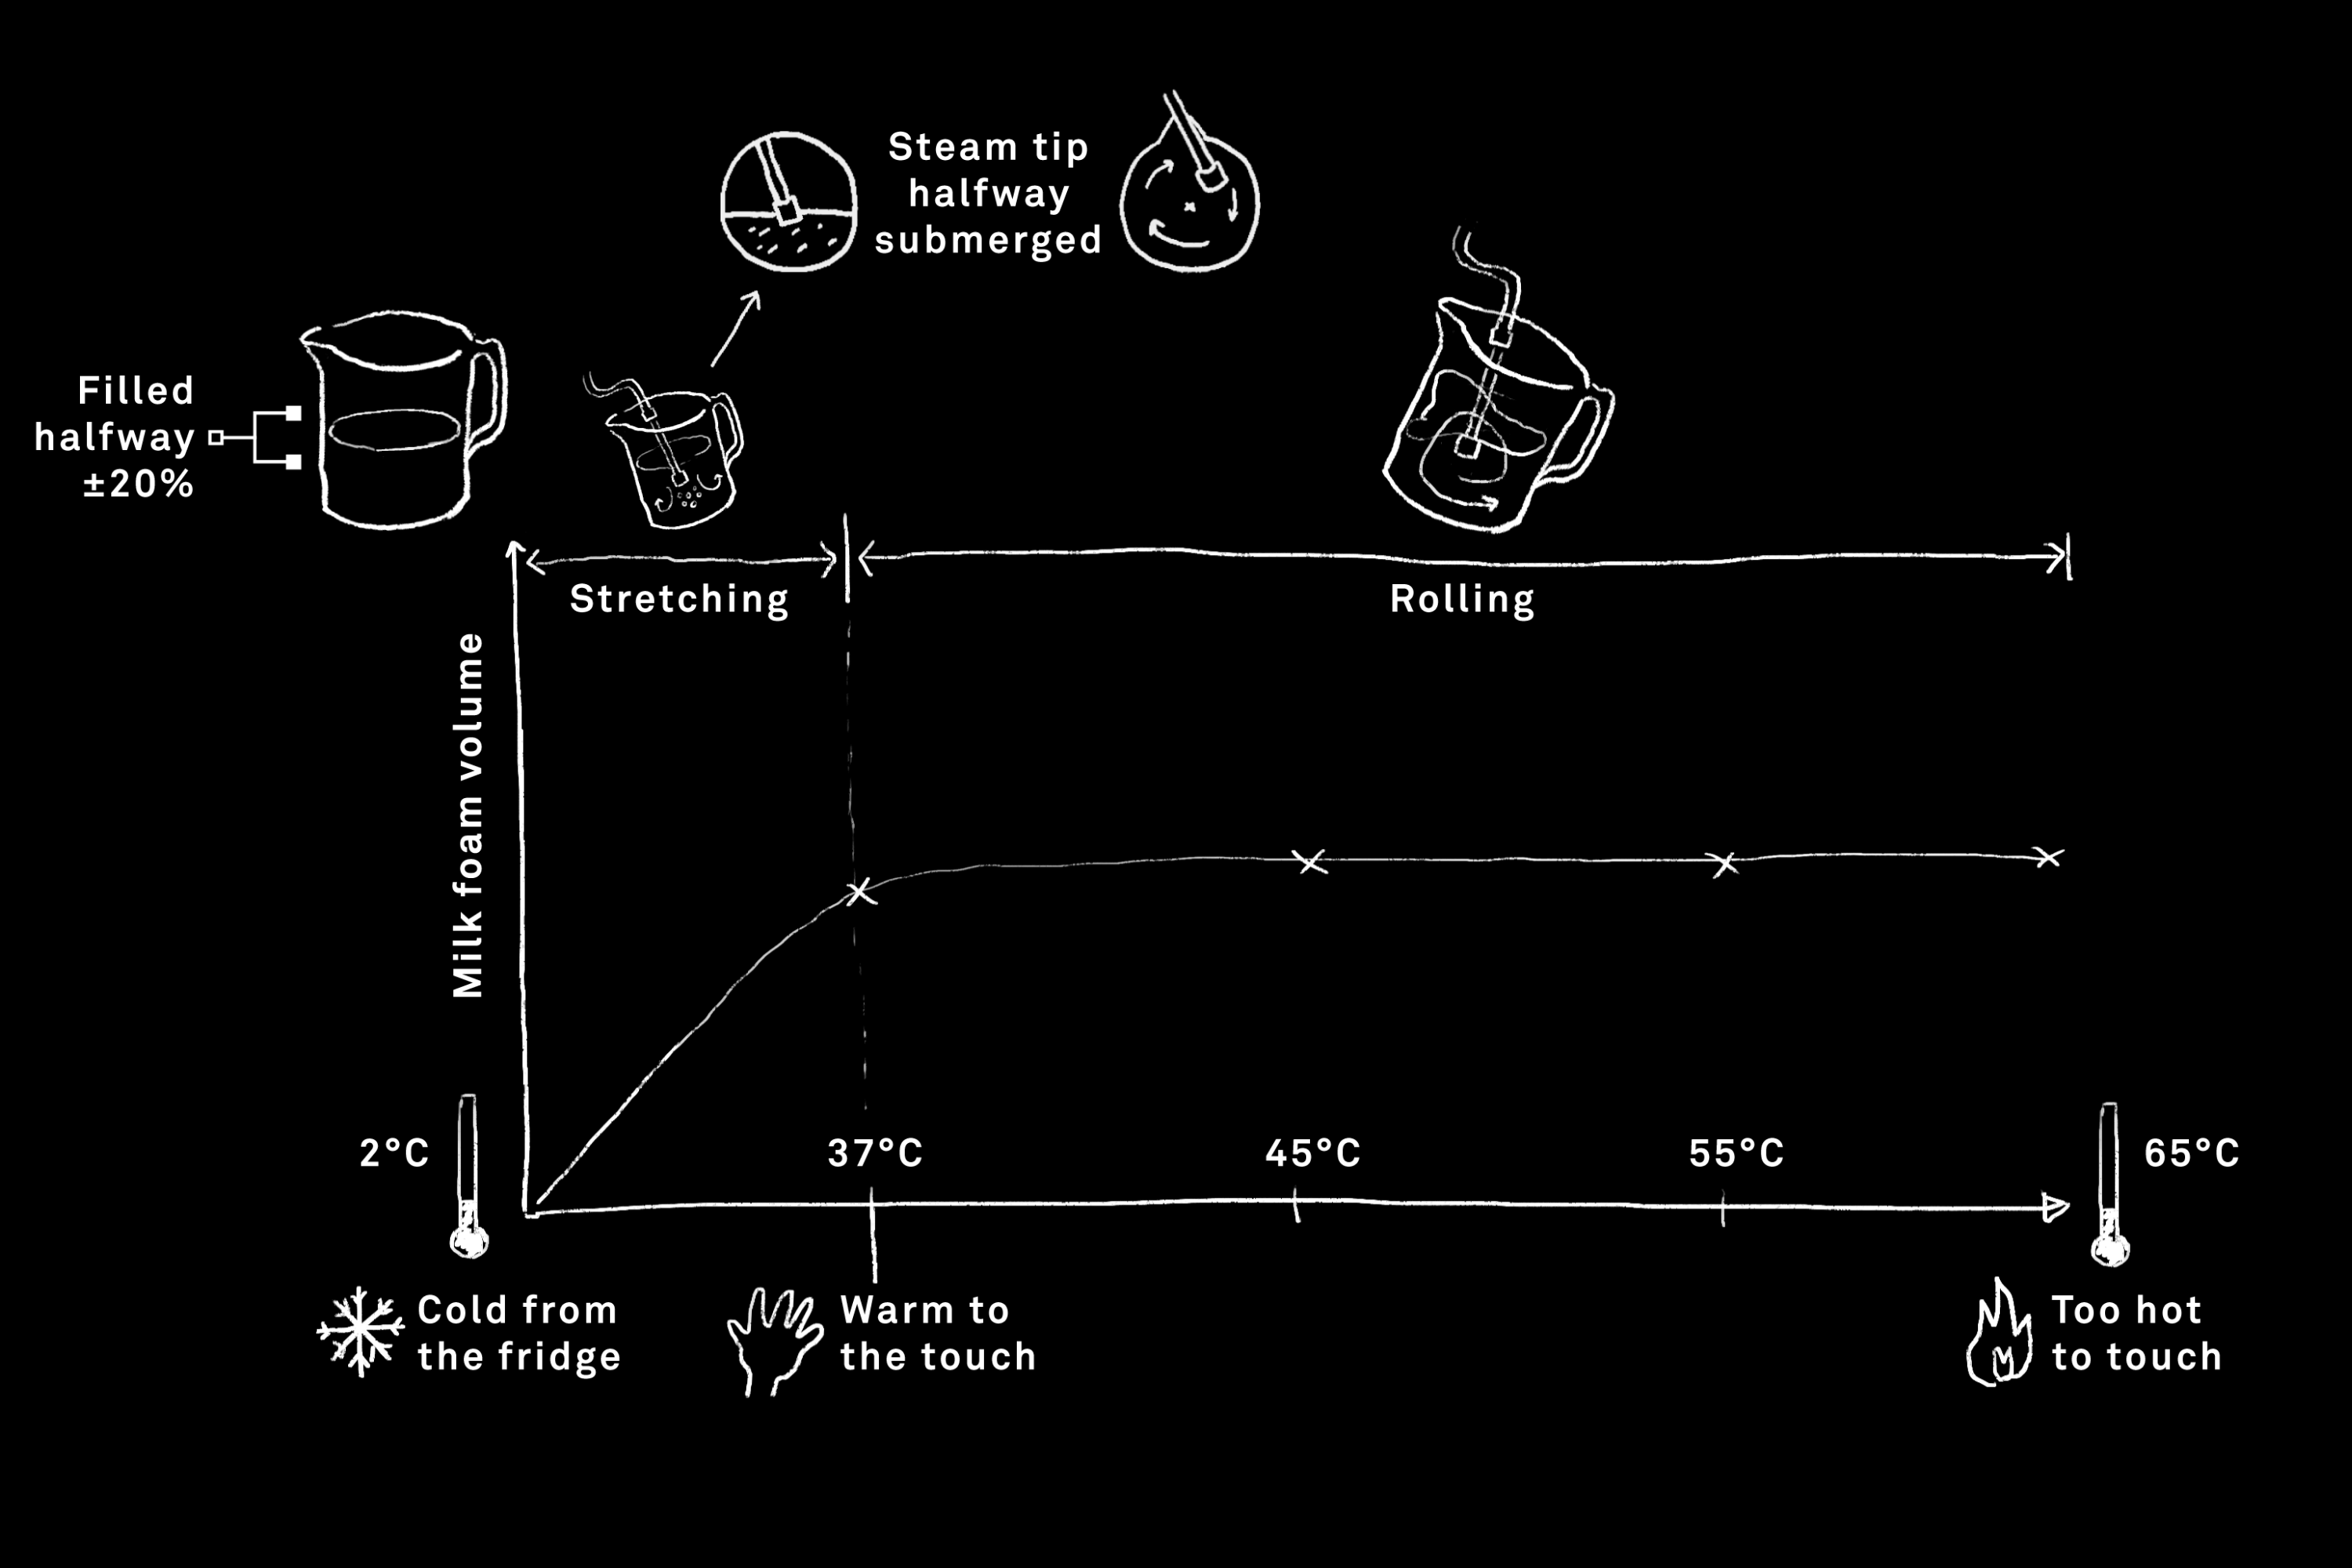 Steam tip
halfway
submerged
Filled
halfway
±20%
Stretching
Rolling
Milk foam volume
2°C
37°C
45°C
55°C
65°C
Cold from
the fridge
Warm to
the touch
Too hot
to touch